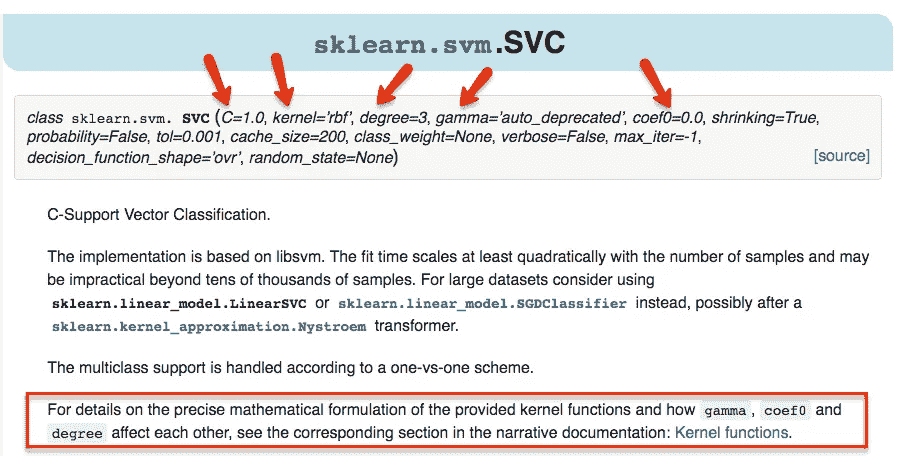 sklearn.svm.SVC
class sklearn.svm. SVC (C=1.0, kernel='rbf', degree=3, gamma='auto_deprecated', coef0=0.0, shrinking=True,
probability=False, tol=0.001, cache_size=200, class_weight=None, verbose=False, max_iter=-1,
decision_function_shape='ovr', random_state=None)
[source]
C-Support Vector Classification.
The implementation is based on libsvm. The fit time scales at least quadratically with the number of samples and may
be impractical beyond tens of thousands of samples. For large datasets consider using
sklearn.linear_model.LinearSVC or sklearn.linear_model.SGDClassifier instead, possibly after a
sklearn.kernel_approximation.Nystroem transformer.
The multiclass support is handled according to a one-vs-one scheme.
For details on the precise mathematical formulation of the provided kernel functions and how gamma, coef0 and
degree affect each other, see the corresponding section in the narrative documentation: Kernel functions.